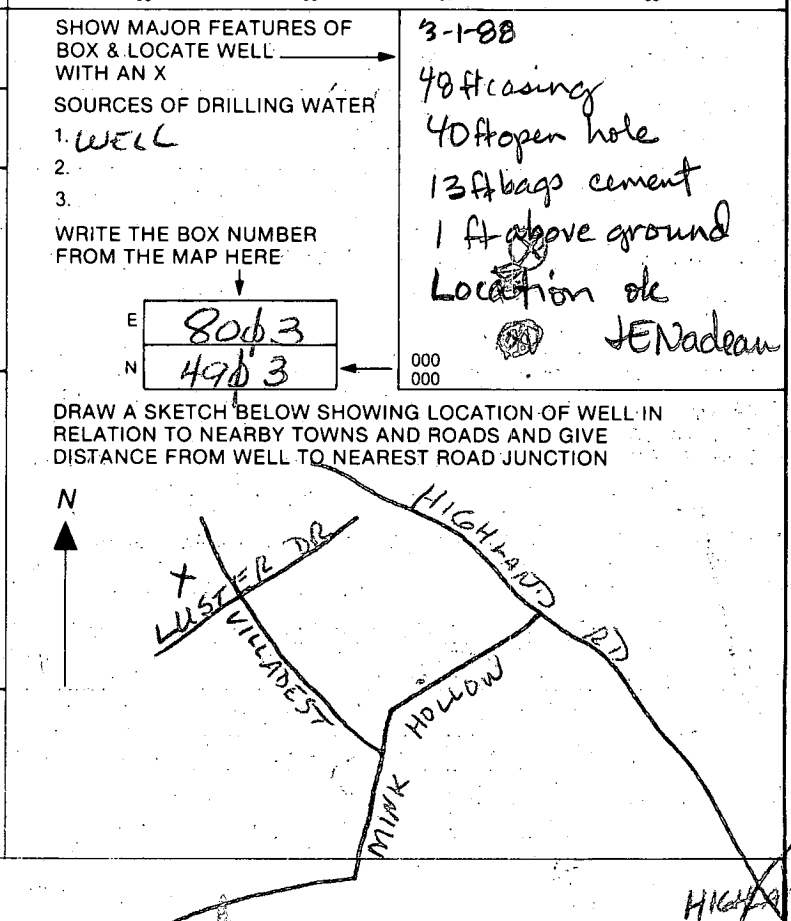 SHOW MAJOR FEATURES OF
BOX & LOCATE WELL
WITH AN X
SOURCES OF DRILLING WATER
1. WELL
2.
3.
WRITE THE BOX NUMBER
FROM THE MAP HERE
E 8003
N 4903
3-1-88
48 ft casing
40 ft open hole
13 ft bags cement
1 ft above ground
Location ok
JENadeau
000
000
DRAW A SKETCH BELOW SHOWING LOCATION OF WELL IN
RELATION TO NEARBY TOWNS AND ROADS AND GIVE
DISTANCE FROM WELL TO NEAREST ROAD JUNCTION
N
HIGHLAND RD
LUSTER DR
VILLADEST
HOLLOW
MINK